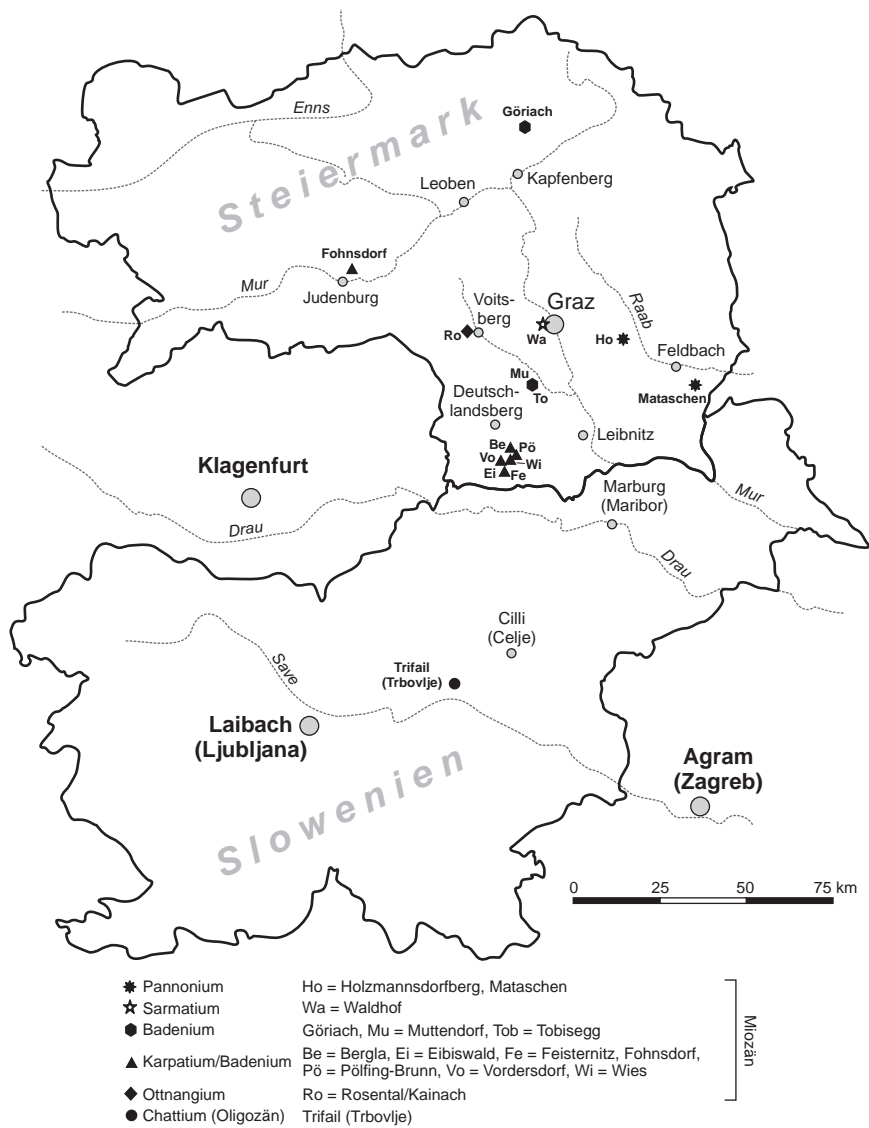 Enns
Göriach
Steiermark
Leoben
Kapfenberg
Fohnsdorf
Mur
Judenburg
Voits-
berg
Graz
Raab
Ro
Wa
Ho
Feldbach
Mu
To
Mataschen
Deutsch-
landsberg
Leibnitz
Be
Pö
Vo
Wi
Ei
Fe
Klagenfurt
Marburg
(Maribor)
Mur
Drau
Drau
Cilli
(Celje)
Trifail
(Trbovlje)
Save
Laibach
(Ljubljana)
Slowenien
Agram
(Zagreb)
0 25 50 75 km
Pannonium Ho = Holzmannsdorfberg, Mataschen
Sarmatium Wa = Waldhof
Badenium Göriach, Mu = Muttendorf, Tob = Tobisegg
Karpatium/Badenium Be = Bergla, Ei = Eibiswald, Fe = Feisternitz, Fohnsdorf,
Pö = Pölfing-Brunn, Vo = Vordersdorf, Wi = Wies
Ottnangium Ro = Rosental/Kainach
Chattium (Oligozän) Trifail (Trbovlje)
Miozän